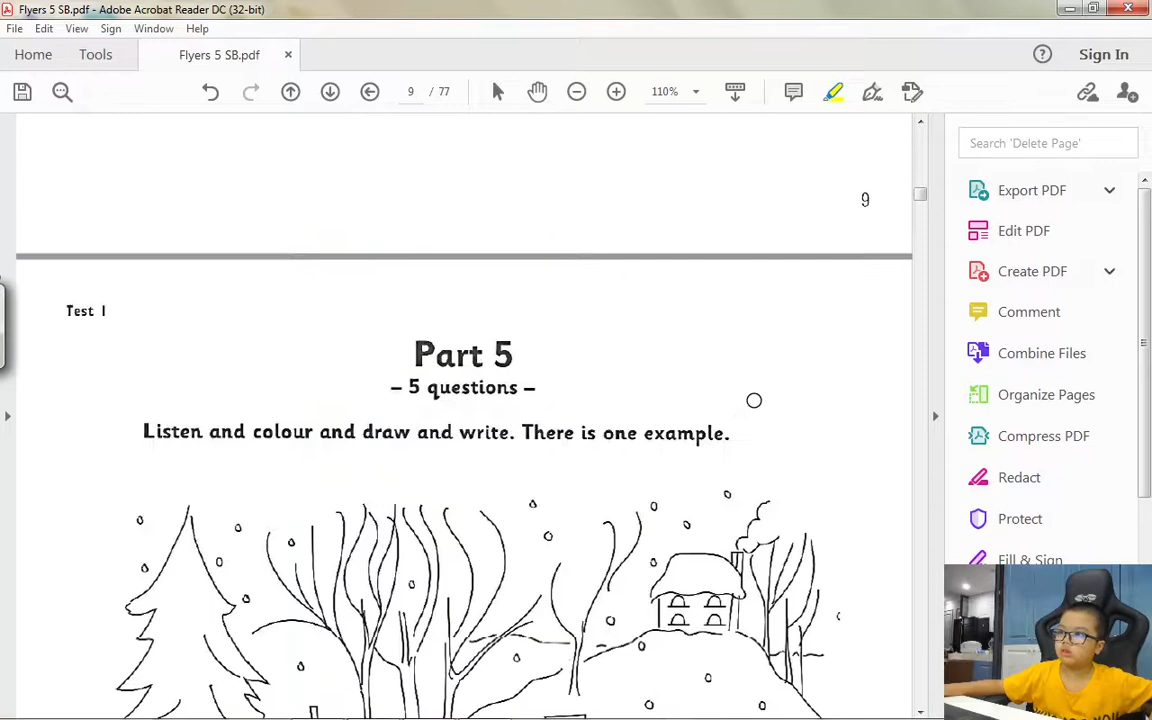 Flyers 5 SB.pdf - Adobe Acrobat Reader DC (32-bit)
File Edit View Sign Window Help
Home Tools Flyers 5 SB.pdf × Sign In
9 / 77 110%
Search 'Delete Page'
Export PDF
Edit PDF
Create PDF
Comment
Combine Files
Organize Pages
Compress PDF
Redact
Protect
Fill & Sign
9
Test 1
Part 5
– 5 questions –
Listen and colour and draw and write. There is one example.